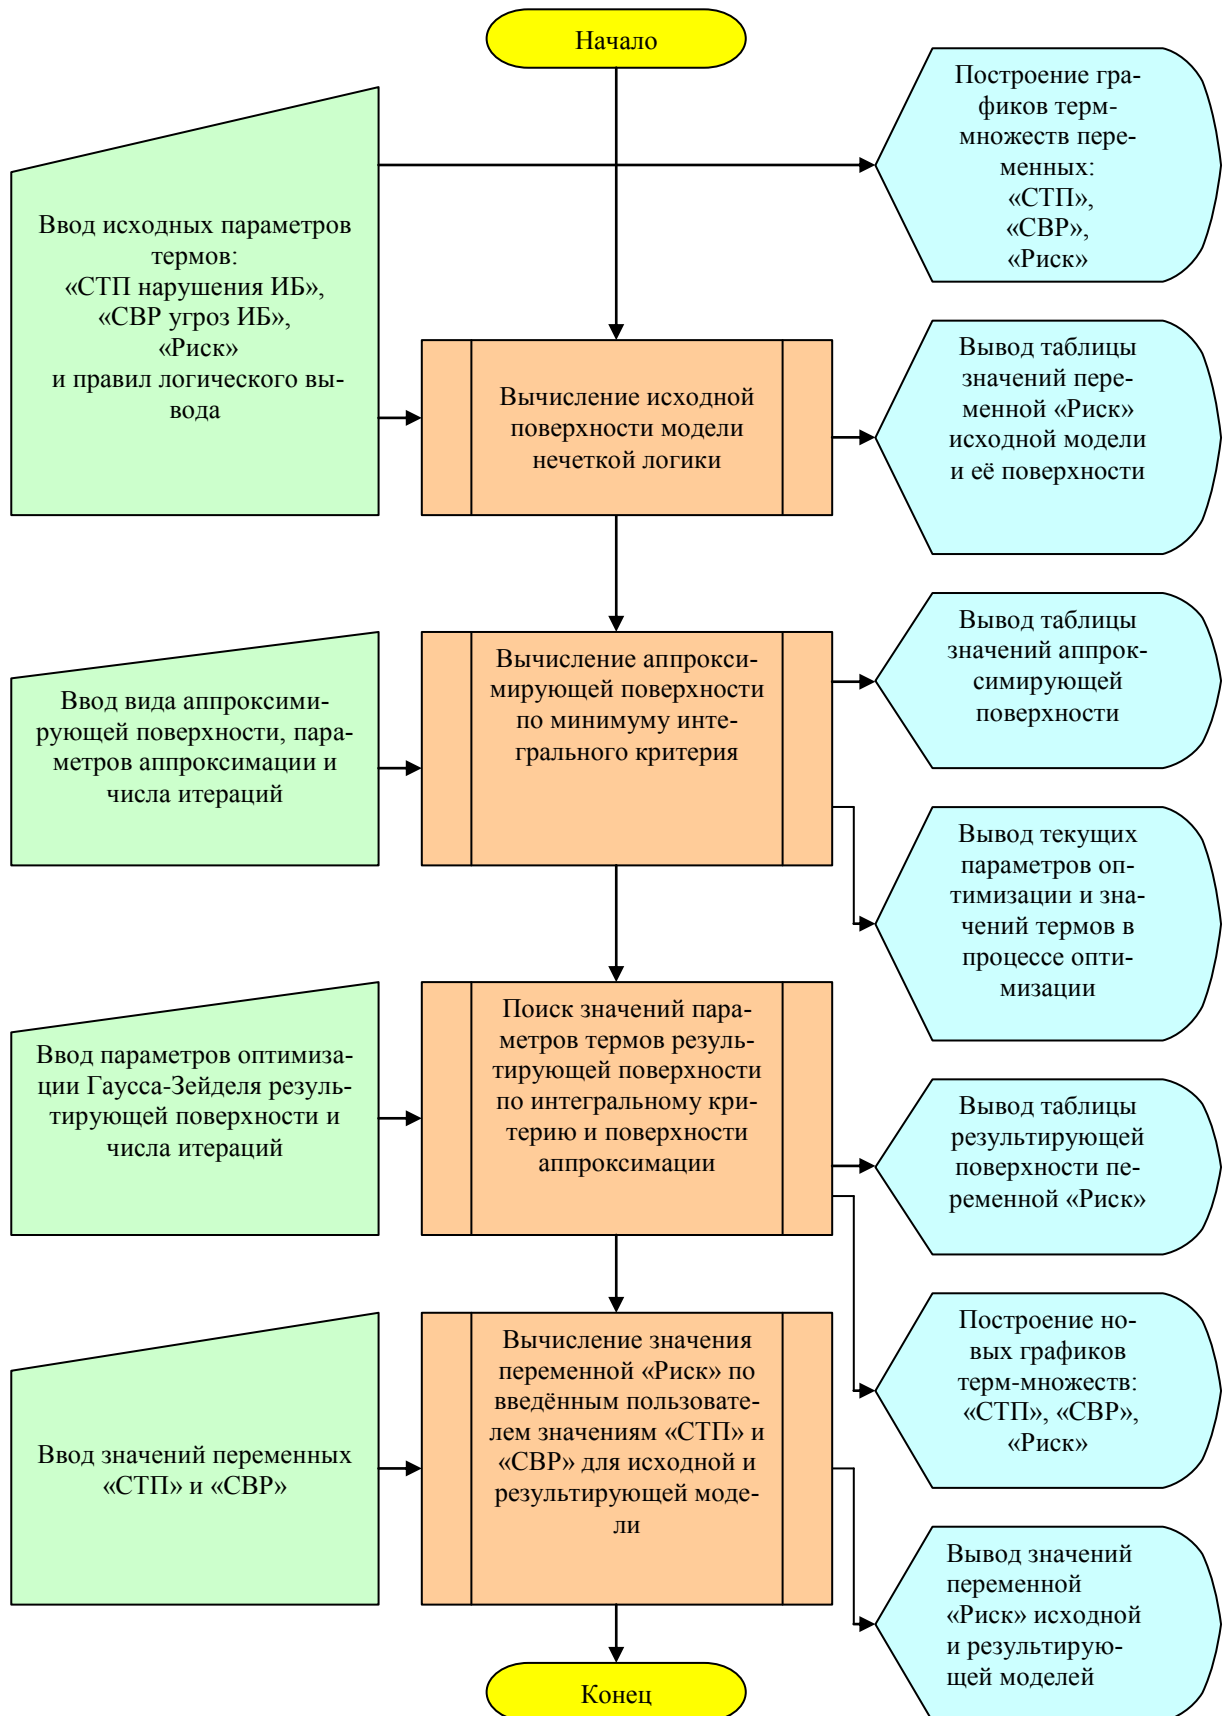 Начало
Построение гра-
фиков терм-
множеств пере-
менных:
«СТП»,
«СВР»,
«Риск»
Ввод исходных параметров
термов:
«СТП нарушения ИБ»,
«СВР угроз ИБ»,
«Риск»
и правил логического вы-
вода
Вычисление исходной
поверхности модели
нечеткой логики
Вывод таблицы
значений пере-
менной «Риск»
исходной модели
и её поверхности
Ввод вида аппроксими-
рующей поверхности, пара-
метров аппроксимации и
числа итераций
Вычисление аппрокси-
мирующей поверхности
по минимуму инте-
грального критерия
Вывод таблицы
значений аппрок-
симирующей
поверхности
Вывод текущих
параметров оп-
тимизации и зна-
чений термов в
процессе опти-
мизации
Ввод параметров оптимиза-
ции Гаусса-Зейделя резуль-
тирующей поверхности и
числа итераций
Поиск значений пара-
метров термов резуль-
тирующей поверхности
по интегральному кри-
терию и поверхности
аппроксимации
Вывод таблицы
результирующей
поверхности пе-
ременной «Риск»
Построение но-
вых графиков
терм-множеств:
«СТП», «СВР»,
«Риск»
Ввод значений переменных
«СТП» и «СВР»
Вычисление значения
переменной «Риск» по
введённым пользовате-
лем значениям «СТП» и
«СВР» для исходной и
результирующей моде-
ли
Вывод значений
переменной
«Риск» исходной
и результирую-
щей моделей
Конец